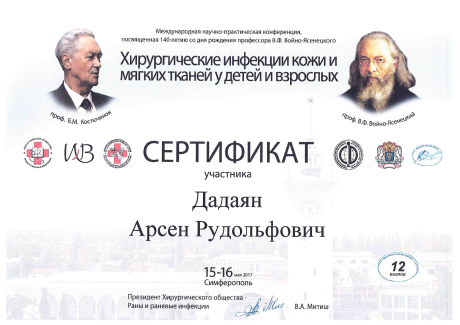 Международная научно-практическая конференция,
посвященная 140-летию со дня рождения профессора В.Ф. Войно-Ясенецкого
Хирургические инфекции кожи и
мягких тканей у детей и взрослых
проф. Б.М. Костюченок
проф. В.Ф. Войно-Ясенецкий
СЕРТИФИКАТ
участника
Дадаян
Арсен Рудольфович
15-16 мая 2017
Симферополь
12
Президент Хирургического общества -
Раны и раневые инфекции
В.А. Митиш